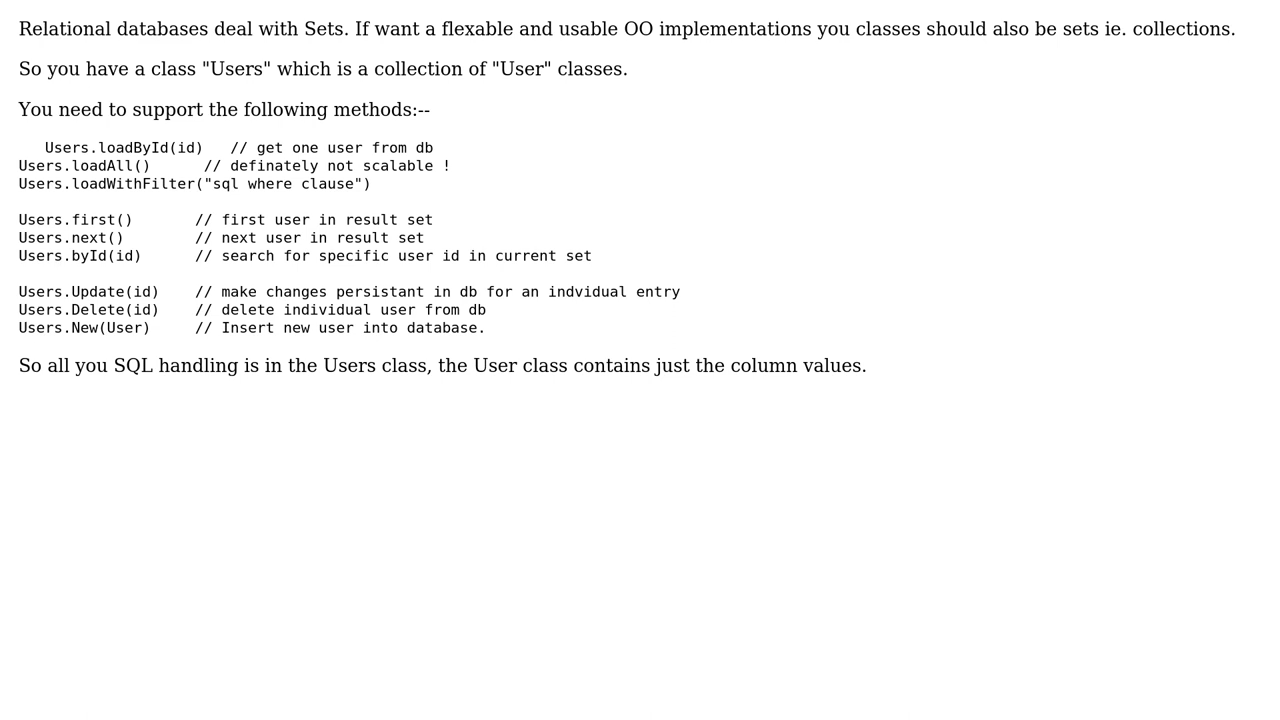 Relational databases deal with Sets. If want a flexable and usable OO implementations you classes should also be sets ie. collections.
So you have a class "Users" which is a collection of "User" classes.
You need to support the following methods:--
   Users.loadById(id)   // get one user from db
Users.loadAll()      // definately not scalable !
Users.loadWithFilter("sql where clause")
Users.first()       // first user in result set
Users.next()        // next user in result set
Users.byId(id)      // search for specific user id in current set
Users.Update(id)    // make changes persistant in db for an indvidual entry
Users.Delete(id)    // delete individual user from db
Users.New(User)     // Insert new user into database.
So all you SQL handling is in the Users class, the User class contains just the column values.